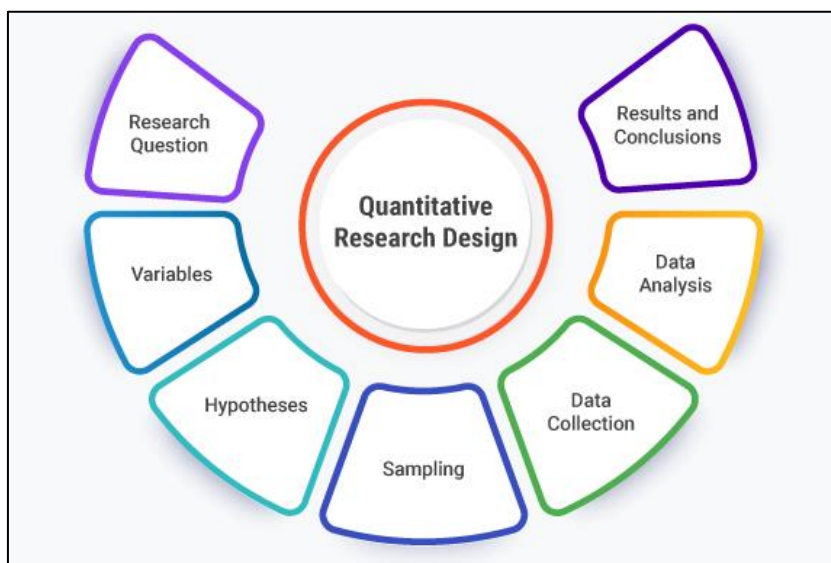 Quantitative
Research Design
Research
Question
Variables
Hypotheses
Sampling
Data
Collection
Data
Analysis
Results and
Conclusions